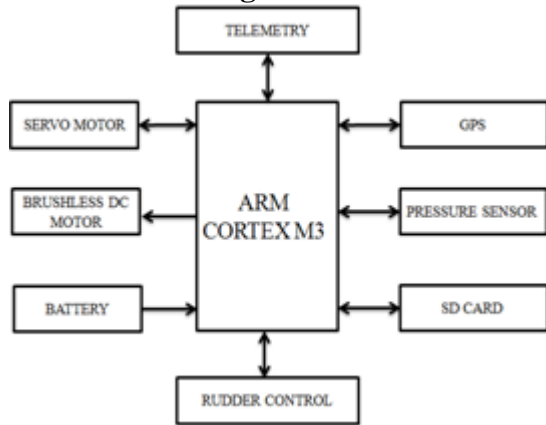 TELEMETRY
SERVO MOTOR
GPS
BRUSHLESS DC
MOTOR
ARM
CORTEX M3
PRESSURE SENSOR
BATTERY
SD CARD
RUDDER CONTROL